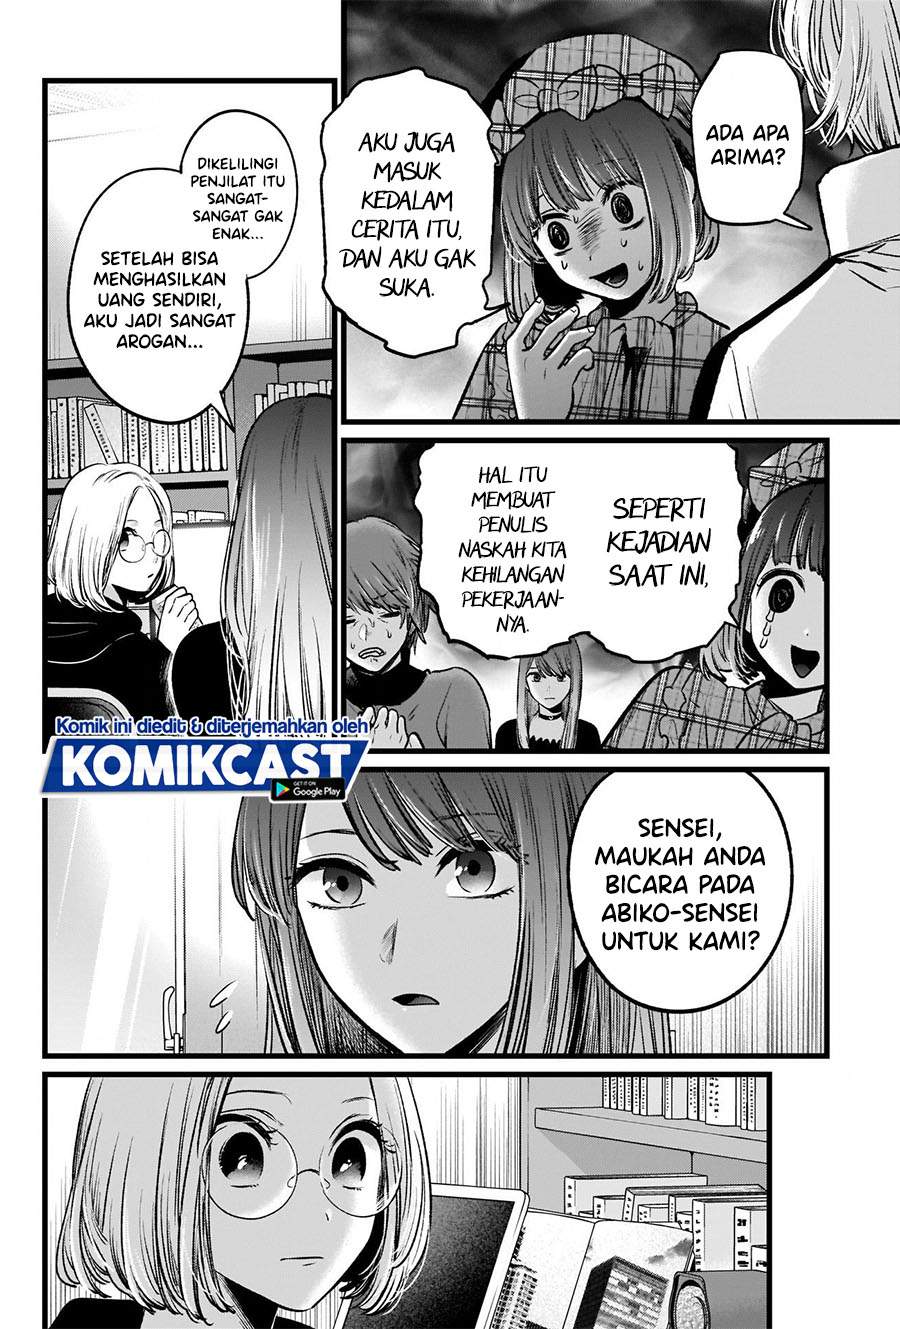 ADA APA
ARIMA?
AKU JUGA
MASUK
KEDALAM
CERITA ITU,
DAN AKU GAK
SUKA.
DIKELILINGI
PENJILAT ITU
SANGAT-
SANGAT GAK
ENAK...
SETELAH BISA
MENGHASILKAN
UANG SENDIRI,
AKU JADI SANGAT
AROGAN...
SEPERTI
KEJADIAN
SAAT INI,
HAL ITU
MEMBUAT
PENULIS
NASKAH KITA
KEHILANGAN
PEKERJAAN-
NYA.
Komik ini diedit & diterjemahkan oleh
KOMIKCAST
GET IT ON
Google Play
SENSEI,
MAUKAH ANDA
BICARA PADA
ABIKO-SENSEI
UNTUK KAMI?